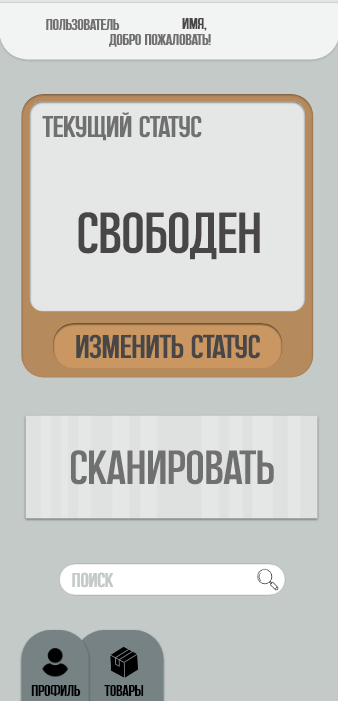 ПОЛЬЗОВАТЕЛЬ ИМЯ,
ДОБРО ПОЖАЛОВАТЬ!
ТЕКУЩИЙ СТАТУС
СВОБОДЕН
ИЗМЕНИТЬ СТАТУС
СКАНИРОВАТЬ
ПОИСК
ПРОФИЛЬ ТОВАРЫ